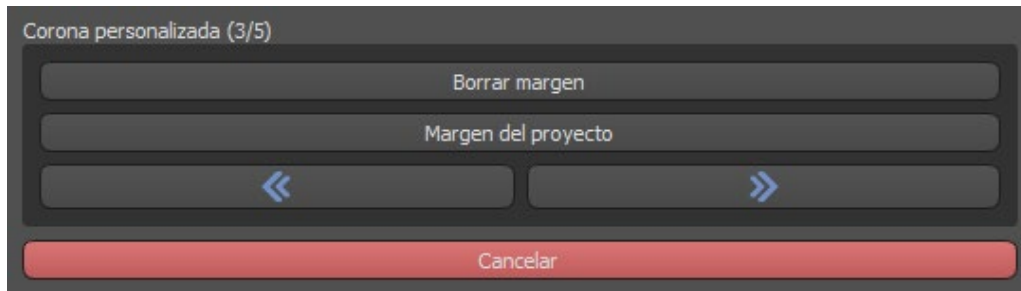 Corona personalizada (3/5)
Borrar margen
Margen del proyecto
Cancelar